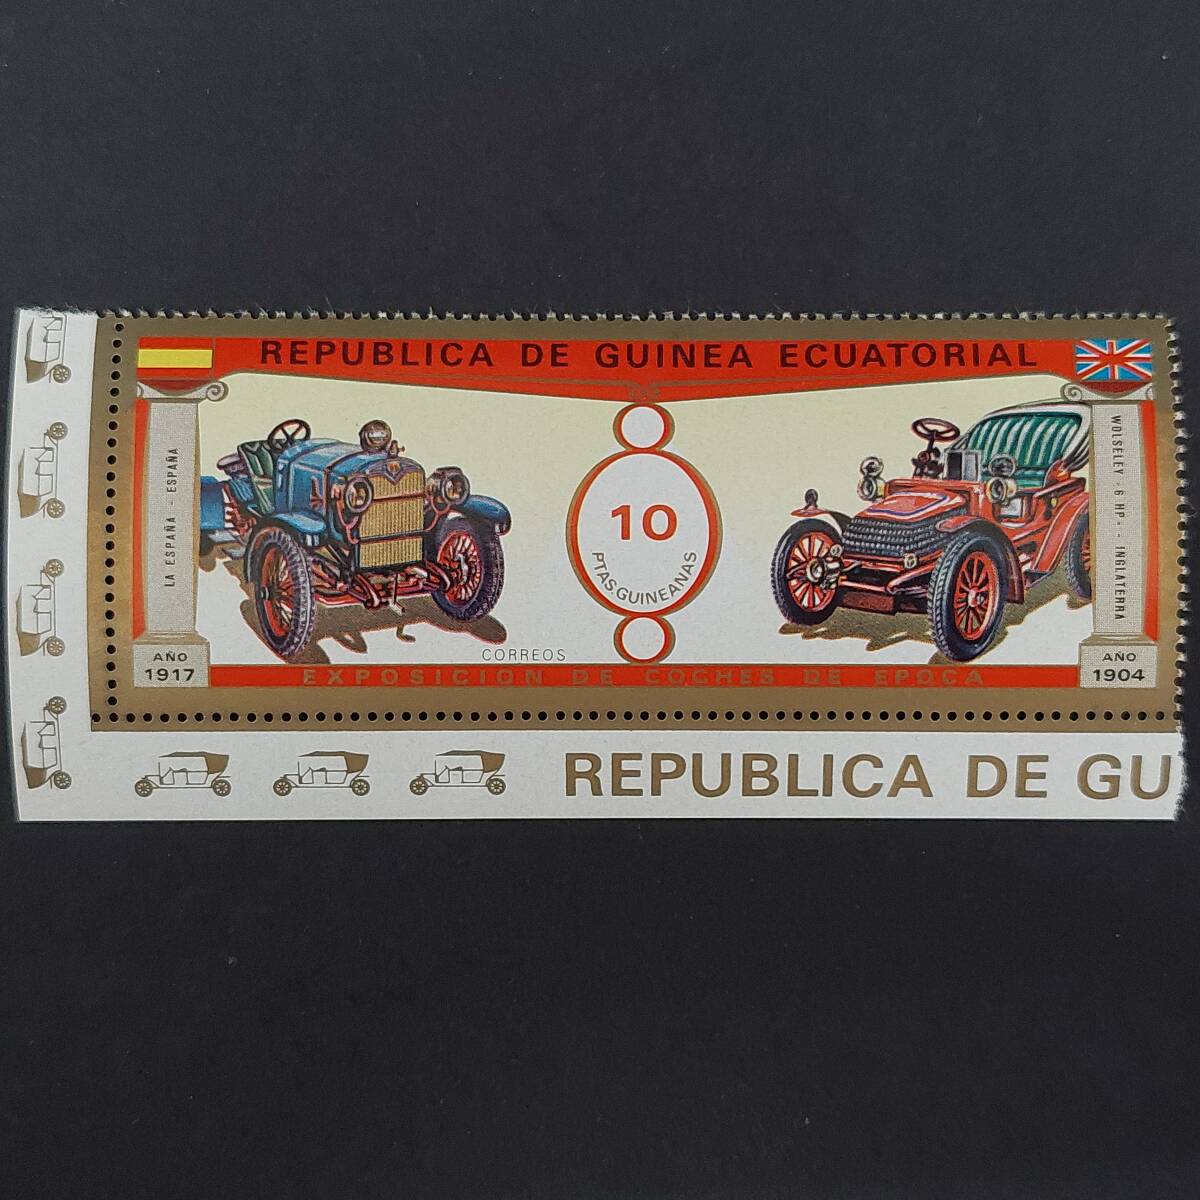 REPUBLICA DE GUINEA ECUATORIAL
LA ESPAÑA - ESPAÑA
AÑO
1917
10
PTAS. GUINEANAS
CORREOS
WOLSELEY - 6 HP. - INGLATERRA
AÑO
1904
EXPOSICION DE COCHES DE EPOCA
REPUBLICA DE GU